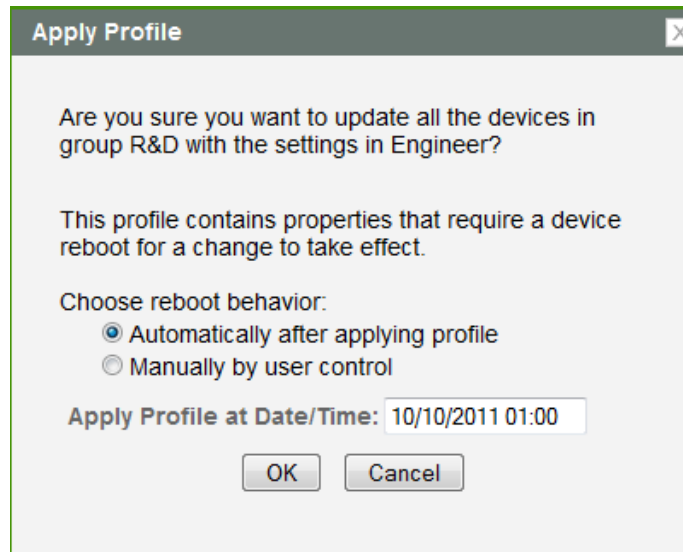 Apply Profile
X
Are you sure you want to update all the devices in
group R&D with the settings in Engineer?
This profile contains properties that require a device
reboot for a change to take effect.
Choose reboot behavior:
Automatically after applying profile
Manually by user control
Apply Profile at Date/Time: 10/10/2011 01:00
OK Cancel